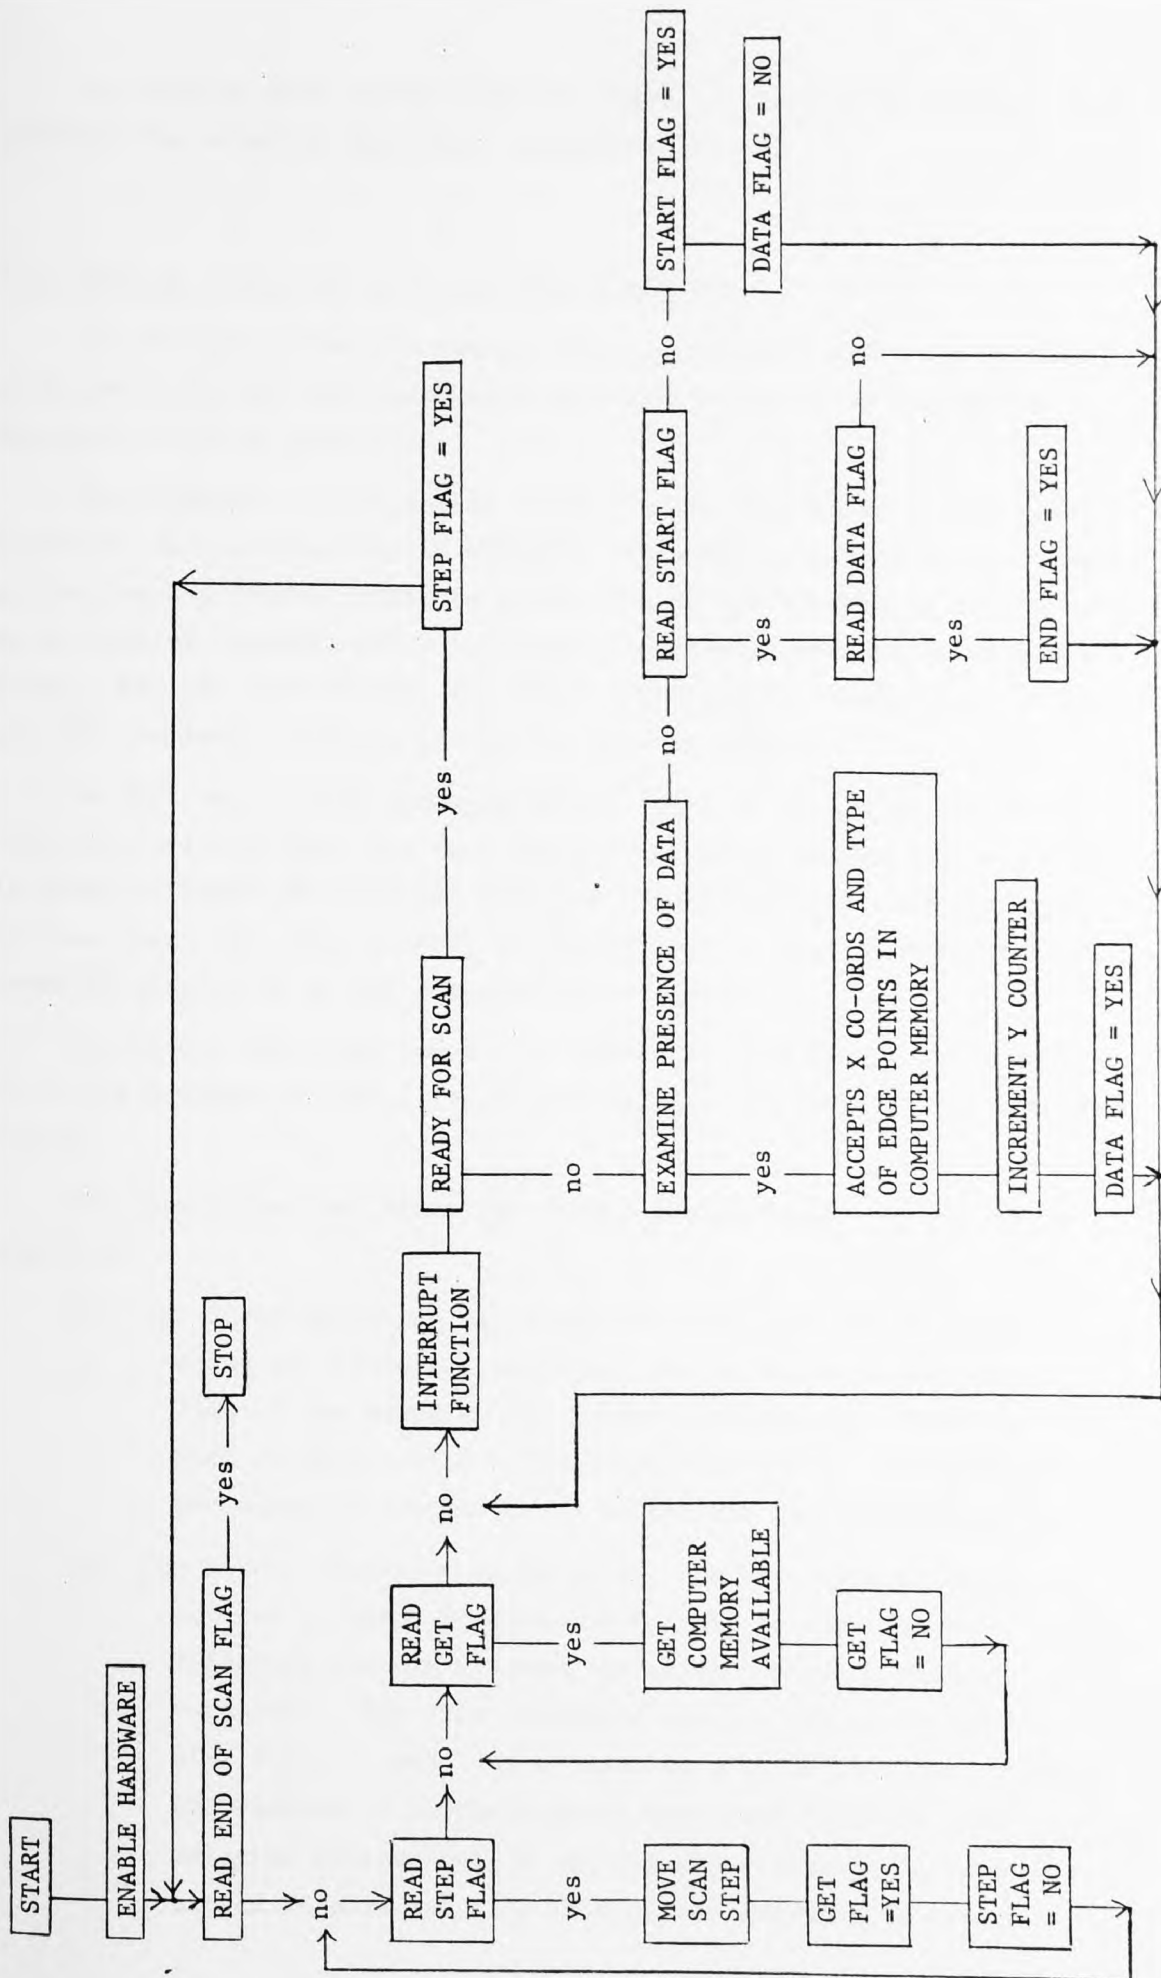 START
ENABLE HARDWARE
READ END OF SCAN FLAG
yes
STOP
no
READ
STEP
FLAG
no
READ
GET
FLAG
no
INTERRUPT
FUNCTION
READY FOR SCAN
yes
STEP FLAG = YES
yes
MOVE
SCAN
STEP
GET
FLAG
=YES
STEP
FLAG
= NO
yes
GET
COMPUTER
MEMORY
AVAILABLE
GET
FLAG
= NO
no
EXAMINE PRESENCE OF DATA
no
READ START FLAG
no
START FLAG = YES
DATA FLAG = NO
yes
ACCEPTS X CO-ORDS AND TYPE
OF EDGE POINTS IN
COMPUTER MEMORY
INCREMENT Y COUNTER
DATA FLAG = YES
yes
READ DATA FLAG
no
yes
END FLAG = YES